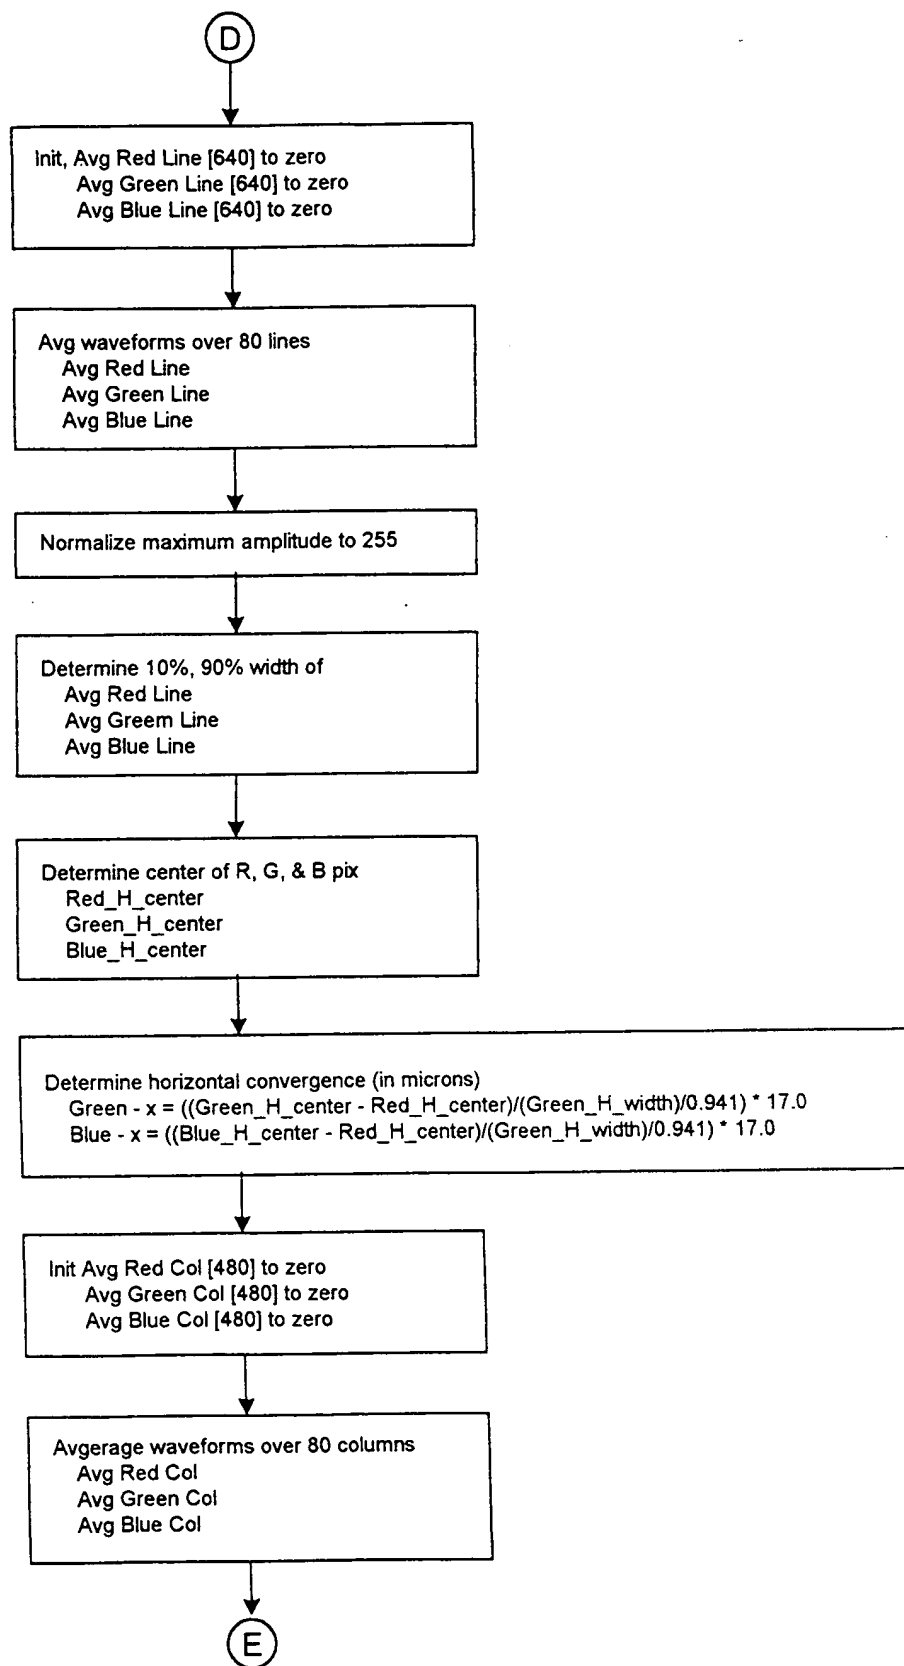 D
Init, Avg Red Line [640] to zero
Avg Green Line [640] to zero
Avg Blue Line [640] to zero
Avg waveforms over 80 lines
Avg Red Line
Avg Green Line
Avg Blue Line
Normalize maximum amplitude to 255
Determine 10%, 90% width of
Avg Red Line
Avg Greem Line
Avg Blue Line
Determine center of R, G, & B pix
Red_H_center
Green_H_center
Blue_H_center
Determine horizontal convergence (in microns)
Green - x = ((Green_H_center - Red_H_center)/(Green_H_width)/0.941) * 17.0
Blue - x = ((Blue_H_center - Red_H_center)/(Green_H_width)/0.941) * 17.0
Init Avg Red Col [480] to zero
Avg Green Col [480] to zero
Avg Blue Col [480] to zero
Avgerage waveforms over 80 columns
Avg Red Col
Avg Green Col
Avg Blue Col
E